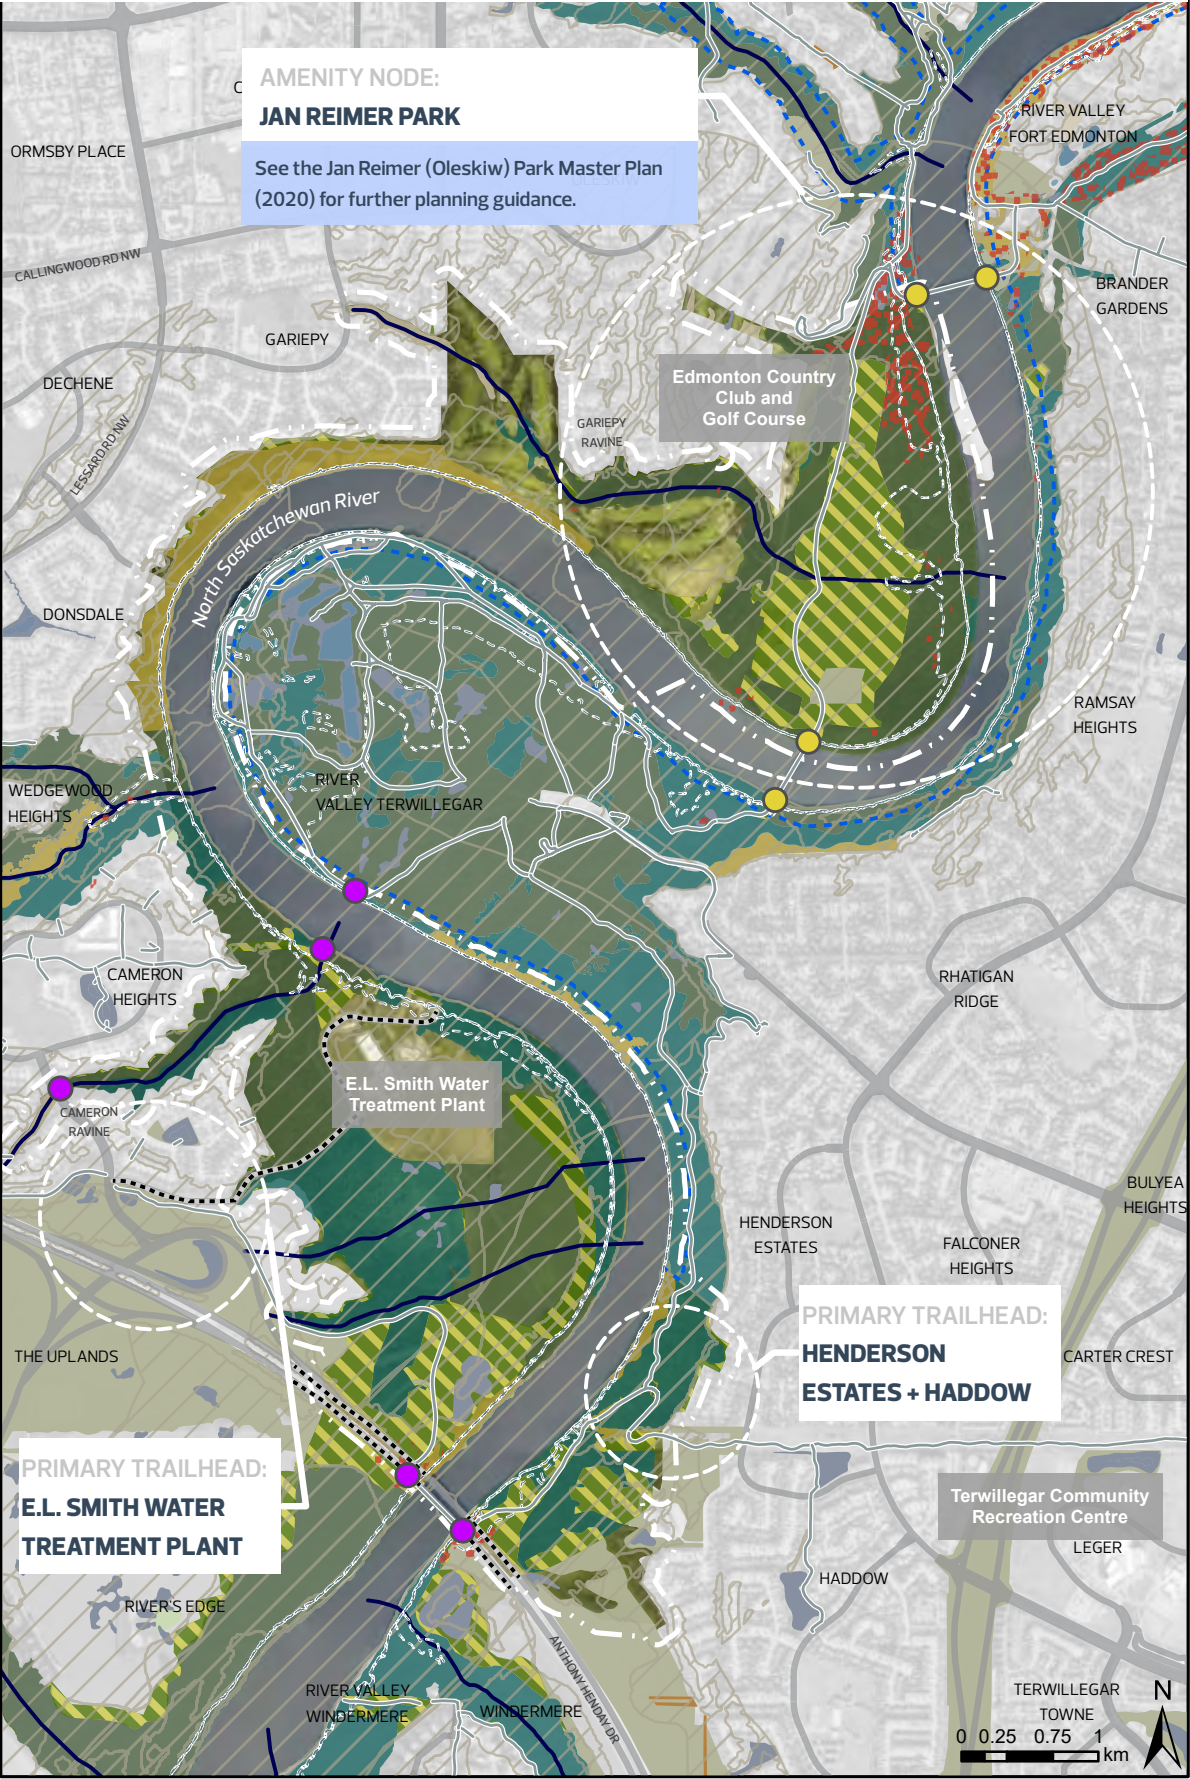 AMENITY NODE:
JAN REIMER PARK
See the Jan Reimer (Oleskiw) Park Master Plan
(2020) for further planning guidance.
ORMSBY PLACE
RIVER VALLEY
FORT EDMONTON
CALLINGWOOD RD NW
BRANDER
GARDENS
GARIEPY
DECHENE
Edmonton Country
Club and
Golf Course
GARIEPY
RAVINE
LESSARD RD NW
North Saskatchewan River
DONSDALE
RAMSAY
HEIGHTS
WEDGEWOOD
HEIGHTS
RIVER
VALLEY TERWILLEGAR
CAMERON
HEIGHTS
RHATIGAN
RIDGE
E.L. Smith Water
Treatment Plant
CAMERON
RAVINE
BULYEA
HEIGHTS
HENDERSON
ESTATES
FALCONER
HEIGHTS
PRIMARY TRAILHEAD:
HENDERSON
ESTATES + HADDOW
THE UPLANDS
CARTER CREST
PRIMARY TRAILHEAD:
E.L. SMITH WATER
TREATMENT PLANT
Terwillegar Community
Recreation Centre
LEGER
HADDOW
RIVER'S EDGE
ANTHONY HENDAY DR
RIVER VALLEY
WINDERMERE
WINDERMERE
TERWILLEGAR
TOWNE
N
0 0.25 0.75 1
km